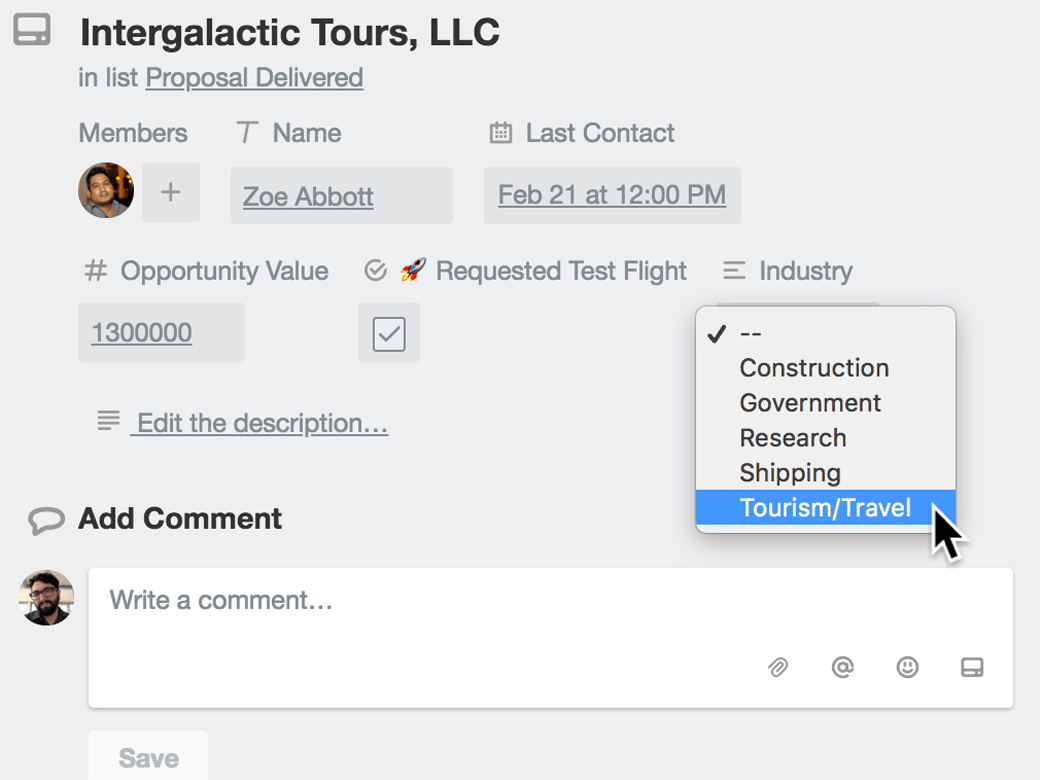 Intergalactic Tours, LLC
in list Proposal Delivered
Members
Name
Last Contact
+
Zoe Abbott
Feb 21 at 12:00 PM
# Opportunity Value
🚀 Requested Test Flight
Industry
1300000
--
Construction
Government
Research
Shipping
Tourism/Travel
Edit the description…
Add Comment
Write a comment…
@
Save